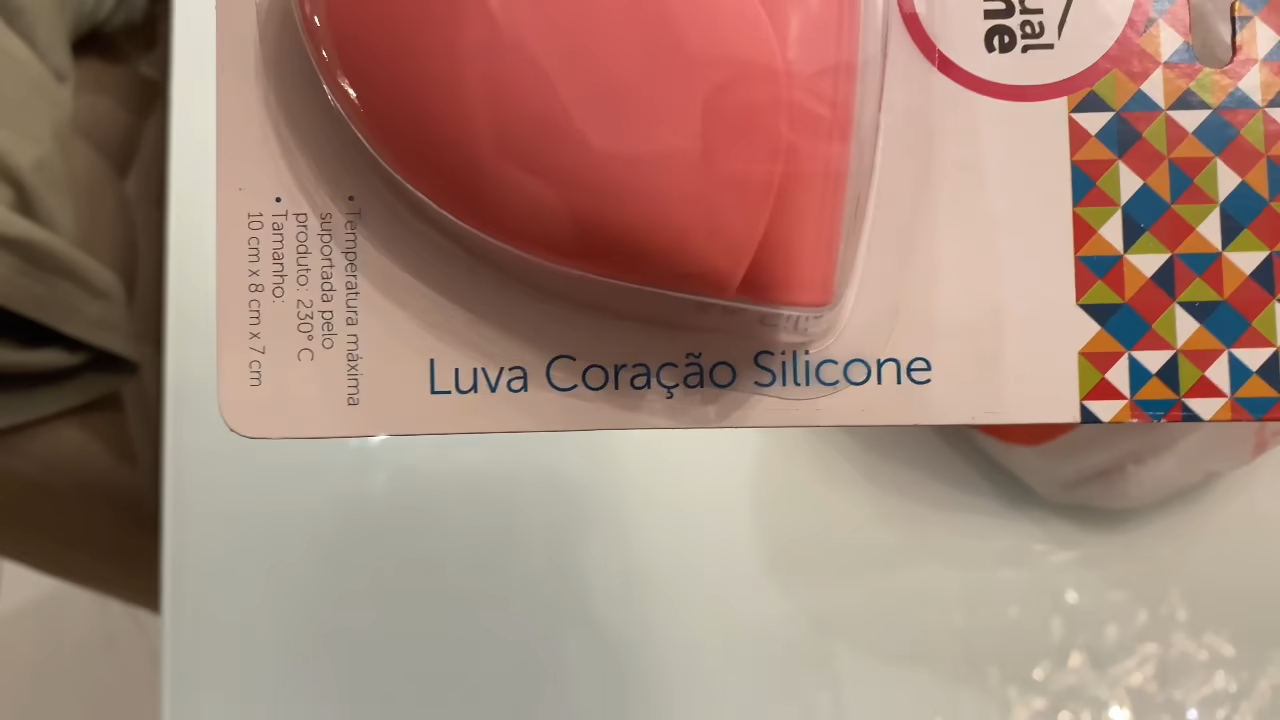 Luva Coração Silicone
• Temperatura máxima
suportada pelo
produto: 230° C
• Tamanho:
10 cm x 8 cm x 7 cm